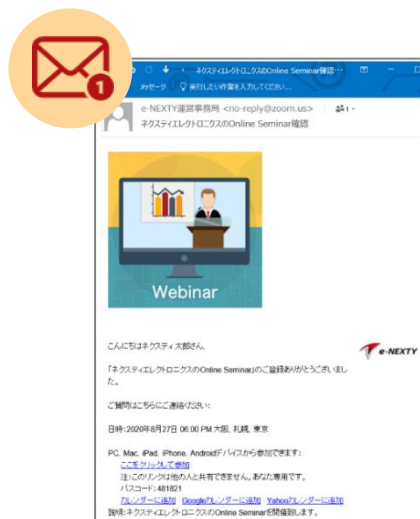 1
ネクスティエレクトロニクスのOnline Seminar確認
メッセージ
実行したい作業を入力してください...
e-NEXTY運営事務局 <no-reply@zoom.us>
1
ネクスティエレクトロニクスのOnline Seminar確認
Webinar
こんにちはネクスティ 太郎さん,
e-NEXTY
「ネクスティエレクトロニクスのOnline Seminar」のご登録ありがとうございまし
た。
ご質問はこちらにご連絡ください:
日時: 2020年8月27日 06:00 PM 大阪, 札幌, 東京
PC, Mac, iPad, iPhone, Androidデバイスから参加できます:
ここをクリックして参加
注:このリンクは他の人と共有できません。あなた専用です。
パスコード: 481821
カレンダーに追加 Googleカレンダーに追加 Yahooカレンダーに追加
説明:ネクスティエレクトロニクスのOnline Seminarを開催致します。